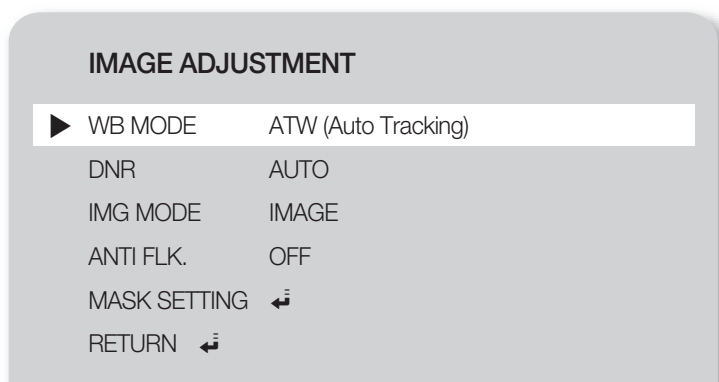 IMAGE ADJUSTMENT
WB MODE ATW (Auto Tracking)
DNR AUTO
IMG MODE IMAGE
ANTI FLK. OFF
MASK SETTING
RETURN